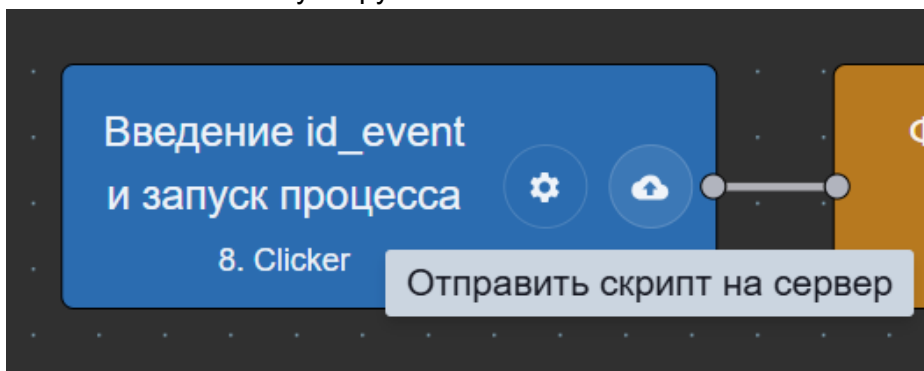 Введение id_event
и запуск процесса
8. Clicker
Отправить скрипт на сервер